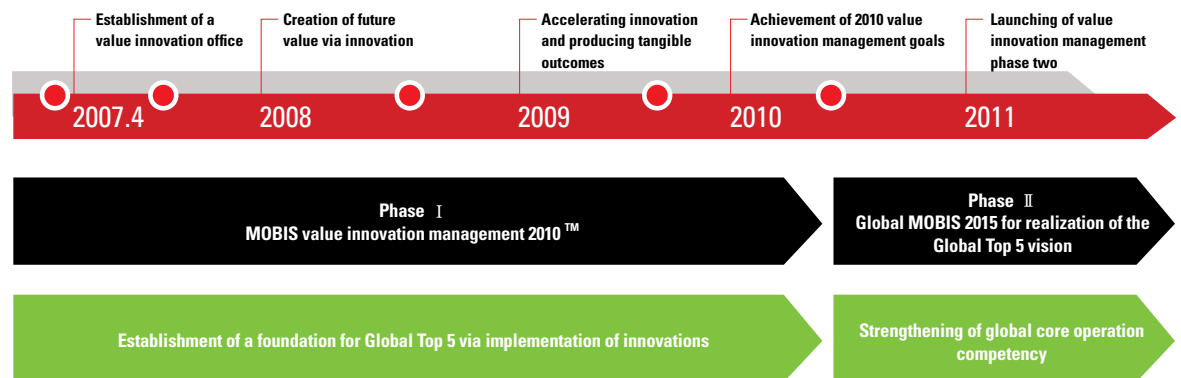 Establishment of a
value innovation office
Creation of future
value via innovation
Accelerating innovation
and producing tangible
outcomes
Achievement of 2010 value
innovation management goals
Launching of value
innovation management
phase two
2007.4
2008
2009
2010
2011
Phase Ⅰ
MOBIS value innovation management 2010 ™
Phase Ⅱ
Global MOBIS 2015 for realization of the
Global Top 5 vision
Establishment of a foundation for Global Top 5 via implementation of innovations
Strengthening of global core operation
competency